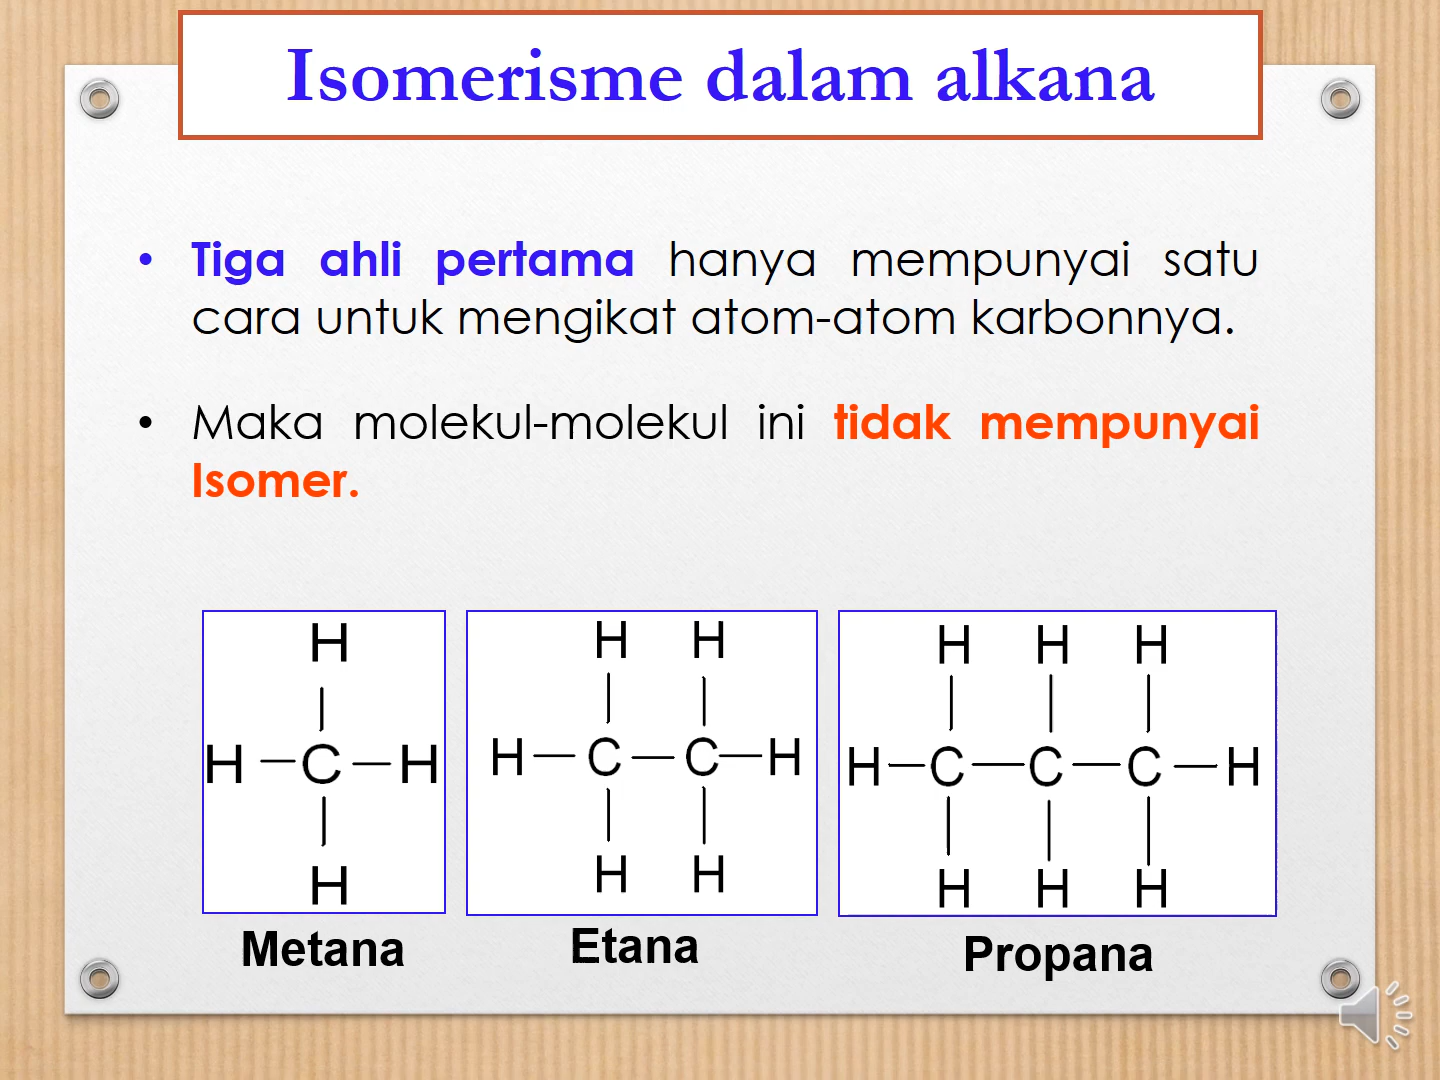 Isomerisme dalam alkana
• Tiga ahli pertama hanya mempunyai satu
cara untuk mengikat atom-atom karbonnya.
• Maka molekul-molekul ini tidak mempunyai
Isomer.
H
H – C – H
H
Metana
H H
H – C – C – H
H H
Etana
H H H
H – C – C – C – H
H H H
Propana